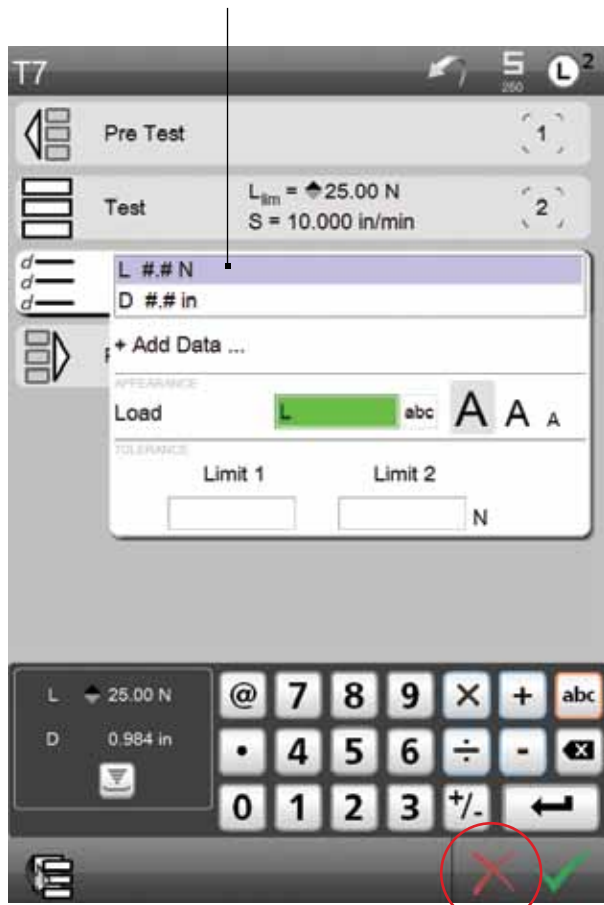 T7 S 250 L 2
Pre Test 1
Test Llim = 25.00 N 2
S = 10.000 in/min
d
d
d
L #.# N
D #.# in
+ Add Data ...
APPEARANCE
Load L abc A A A
TOLERANCE
Limit 1 Limit 2
N
L 25.00 N
D 0.984 in
@ 7 8 9 × + abc
. 4 5 6 ÷ -
0 1 2 3 +/-